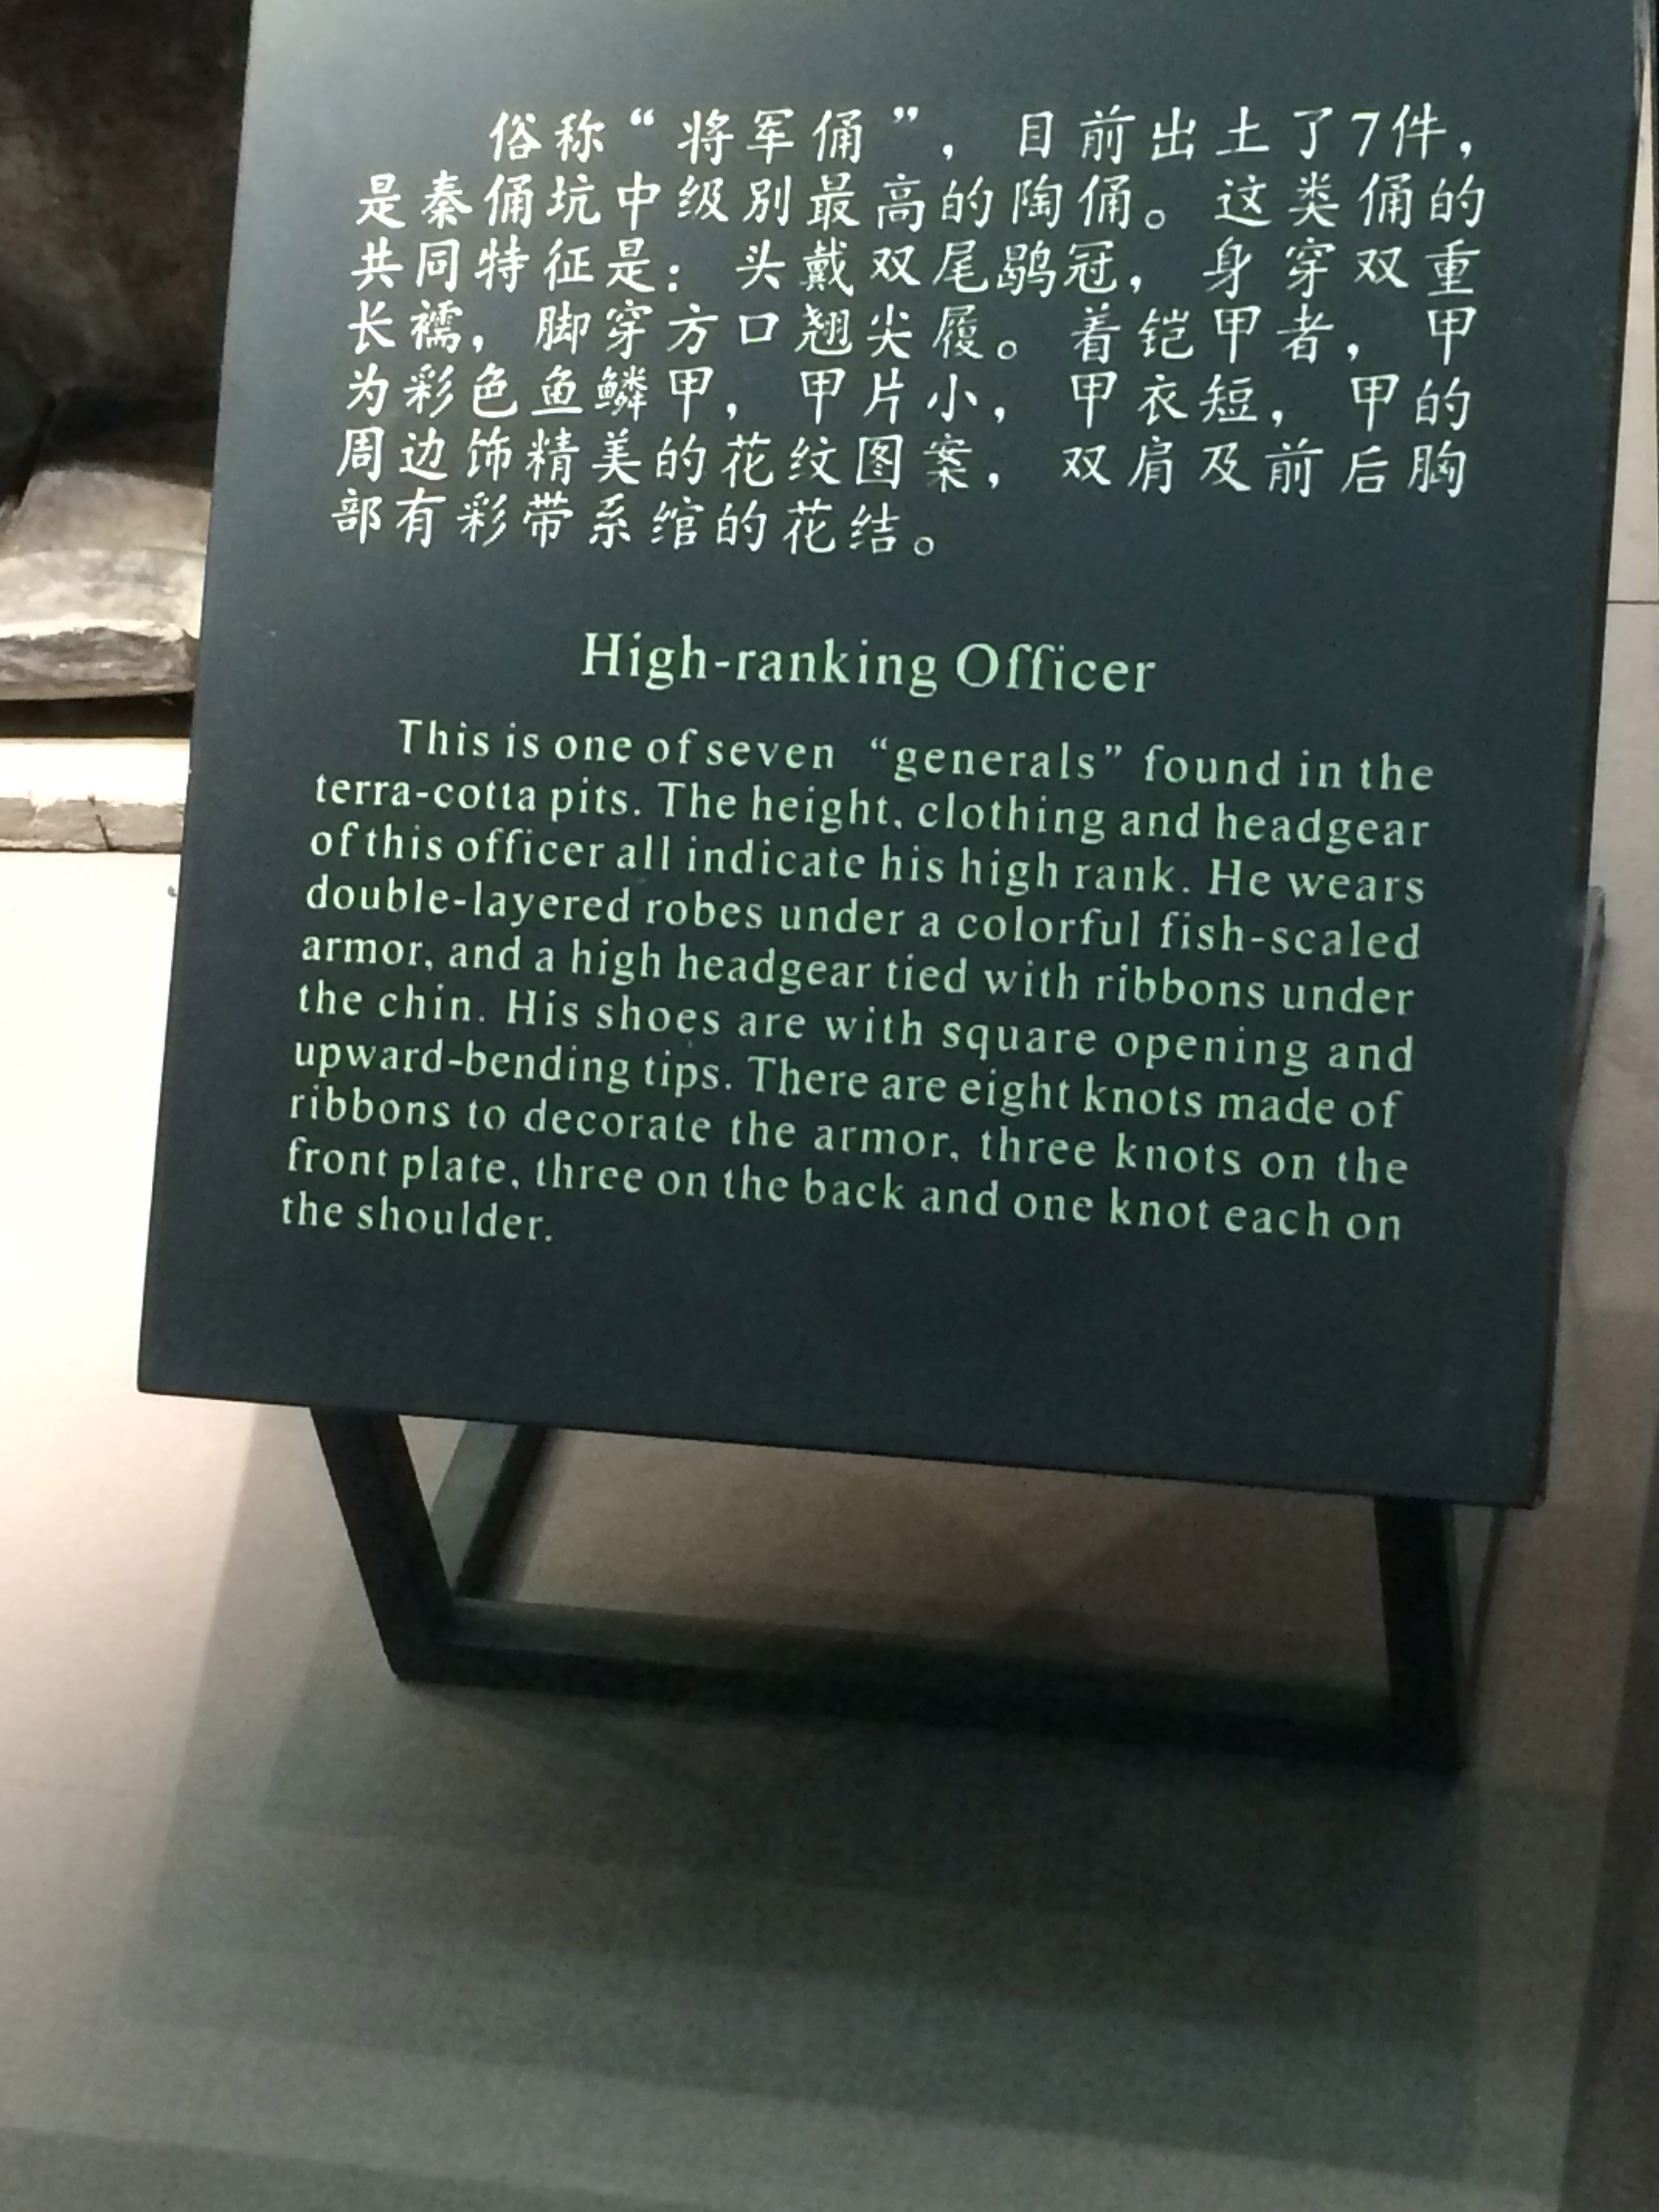 俗称“将军俑”，目前出土了7件，
是秦俑坑中级别最高的陶俑。这类俑的
共同特征是：头戴双尾鹖冠，身穿双重
长襦，脚穿方口翘尖履。着铠甲者，甲
为彩色鱼鳞甲，甲片小，甲衣短，甲的
周边饰精美的花纹图案，双肩及前后胸
部有彩带系绾的花结。
High-ranking Officer
This is one of seven “generals” found in the
terra-cotta pits. The height, clothing and headgear
of this officer all indicate his high rank. He wears
double-layered robes under a colorful fish-scaled
armor, and a high headgear tied with ribbons under
the chin. His shoes are with square opening and
upward-bending tips. There are eight knots made of
ribbons to decorate the armor, three knots on the
front plate, three on the back and one knot each on
the shoulder.